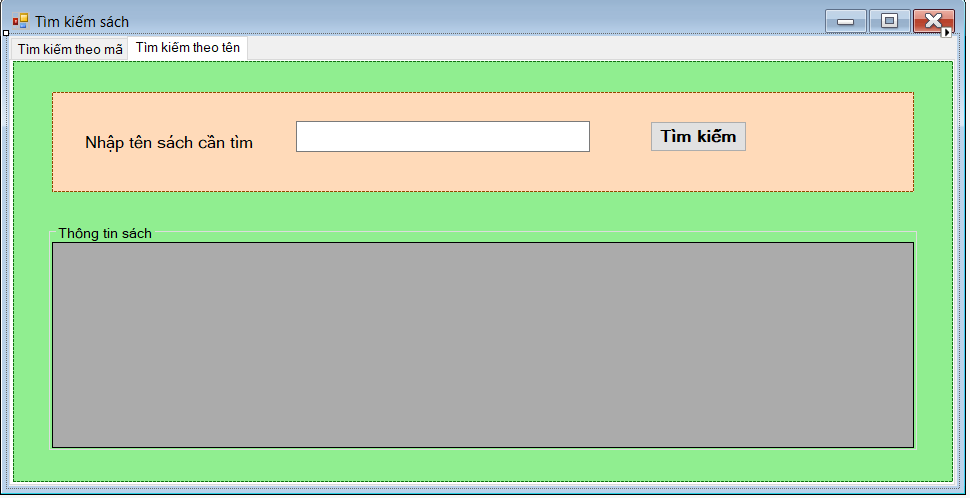 Tìm kiếm sách
Tìm kiếm theo mã Tìm kiếm theo tên
Nhập tên sách cần tìm Tìm kiếm
Thông tin sách